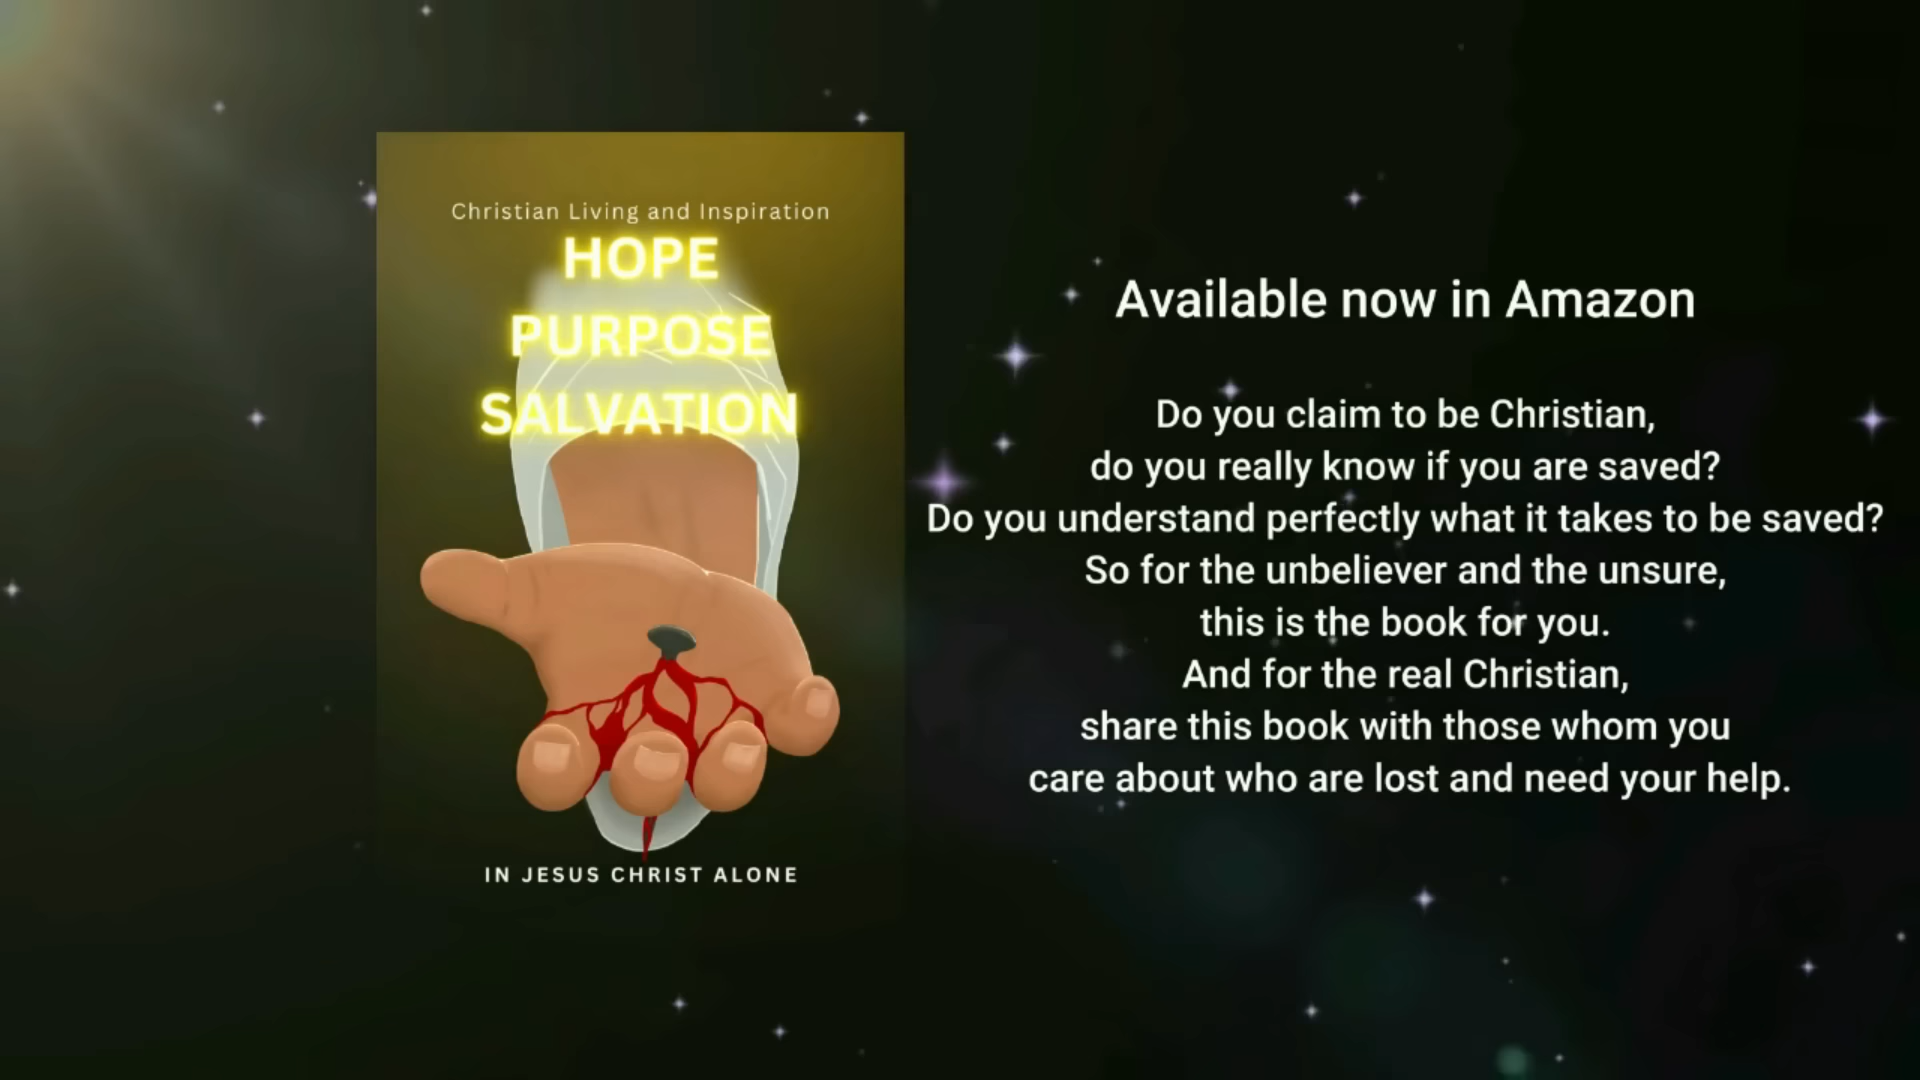 Christian Living and Inspiration
HOPE
PURPOSE
SALVATION
IN JESUS CHRIST ALONE
Available now in Amazon
Do you claim to be Christian,
do you really know if you are saved?
Do you understand perfectly what it takes to be saved?
So for the unbeliever and the unsure,
this is the book for you.
And for the real Christian,
share this book with those whom you
care about who are lost and need your help.